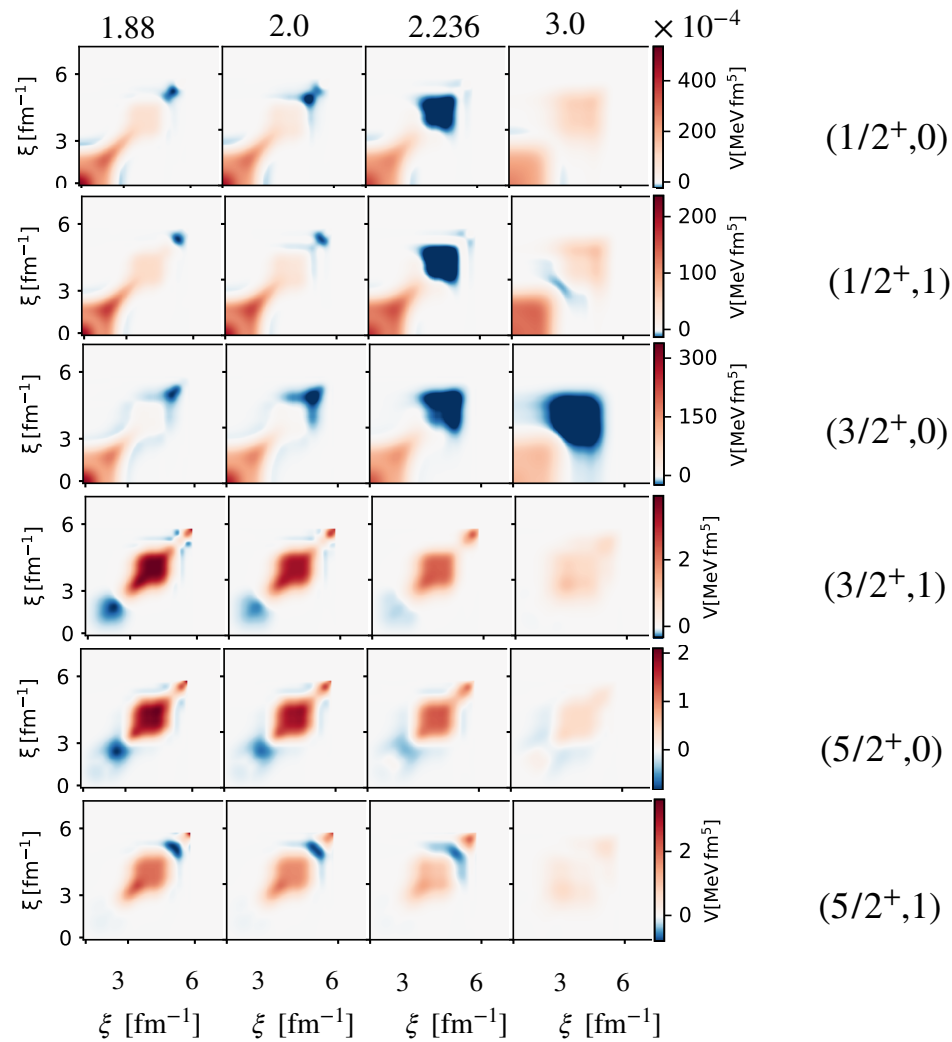 1.88 2.0 2.236 3.0 × 10⁻⁴
ξ [fm⁻¹] 6 3 0 400 200 0 V[MeV fm⁵] (1/2⁺,0)
ξ [fm⁻¹] 6 3 0 200 100 0 V[MeV fm⁵] (1/2⁺,1)
ξ [fm⁻¹] 6 3 0 300 150 0 V[MeV fm⁵] (3/2⁺,0)
ξ [fm⁻¹] 6 3 0 2 0 V[MeV fm⁵] (3/2⁺,1)
ξ [fm⁻¹] 6 3 0 2 1 0 V[MeV fm⁵] (5/2⁺,0)
ξ [fm⁻¹] 6 3 0 2 0 V[MeV fm⁵] (5/2⁺,1)
3 6 3 6 3 6 3 6
ξ [fm⁻¹] ξ [fm⁻¹] ξ [fm⁻¹] ξ [fm⁻¹]